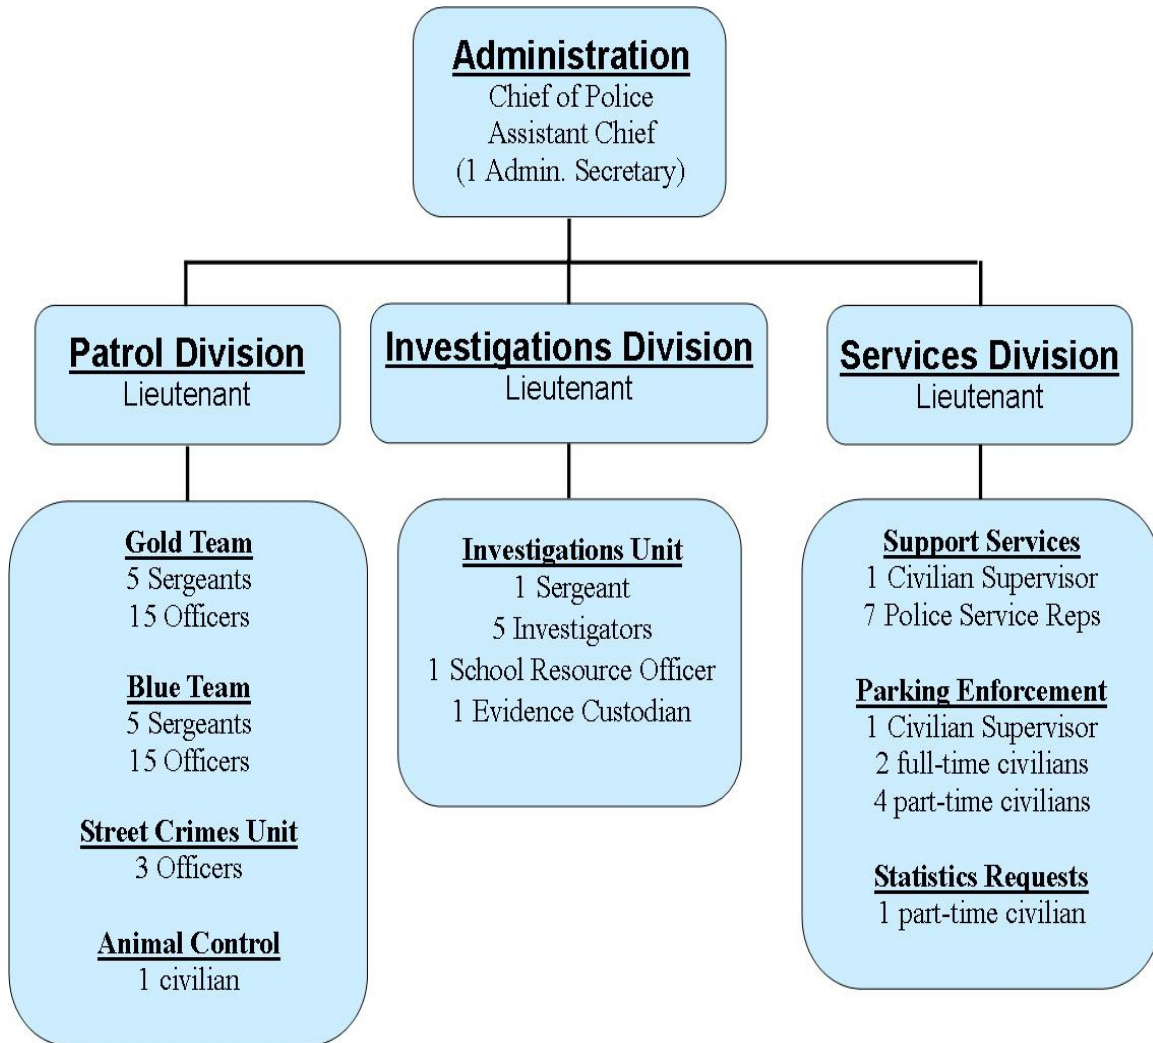 Administration
Chief of Police
Assistant Chief
(1 Admin. Secretary)
Patrol Division
Lieutenant
Investigations Division
Lieutenant
Services Division
Lieutenant
Gold Team
5 Sergeants
15 Officers
Blue Team
5 Sergeants
15 Officers
Street Crimes Unit
3 Officers
Animal Control
1 civilian
Investigations Unit
1 Sergeant
5 Investigators
1 School Resource Officer
1 Evidence Custodian
Support Services
1 Civilian Supervisor
7 Police Service Reps
Parking Enforcement
1 Civilian Supervisor
2 full-time civilians
4 part-time civilians
Statistics Requests
1 part-time civilian